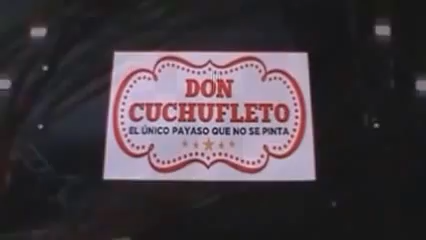 DON
CUCHUFLETO
EL ÚNICO PAYASO QUE NO SE PINTA